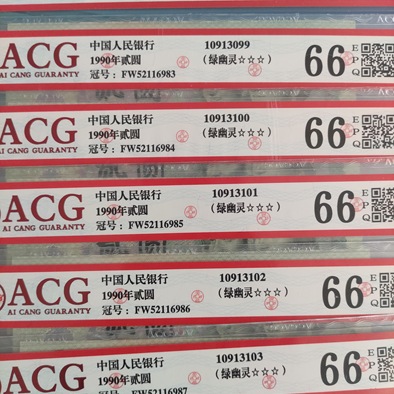 ACG
AI CANG GUARANTY
中国人民银行 10913099
1990年贰圆 (绿幽灵☆☆☆)
冠号: FW52116983
66 EPQ
ACG
AI CANG GUARANTY
中国人民银行 10913100
1990年贰圆 (绿幽灵☆☆☆)
冠号: FW52116984
66 EPQ
ACG
AI CANG GUARANTY
中国人民银行 10913101
1990年贰圆 (绿幽灵☆☆☆)
冠号: FW52116985
66 EPQ
ACG
AI CANG GUARANTY
中国人民银行 10913102
1990年贰圆 (绿幽灵☆☆☆)
冠号: FW52116986
66 EPQ
ACG
AI CANG GUARANTY
中国人民银行 10913103
1990年贰圆 (绿幽灵☆☆☆)
冠号: FW52116987
66 EPQ